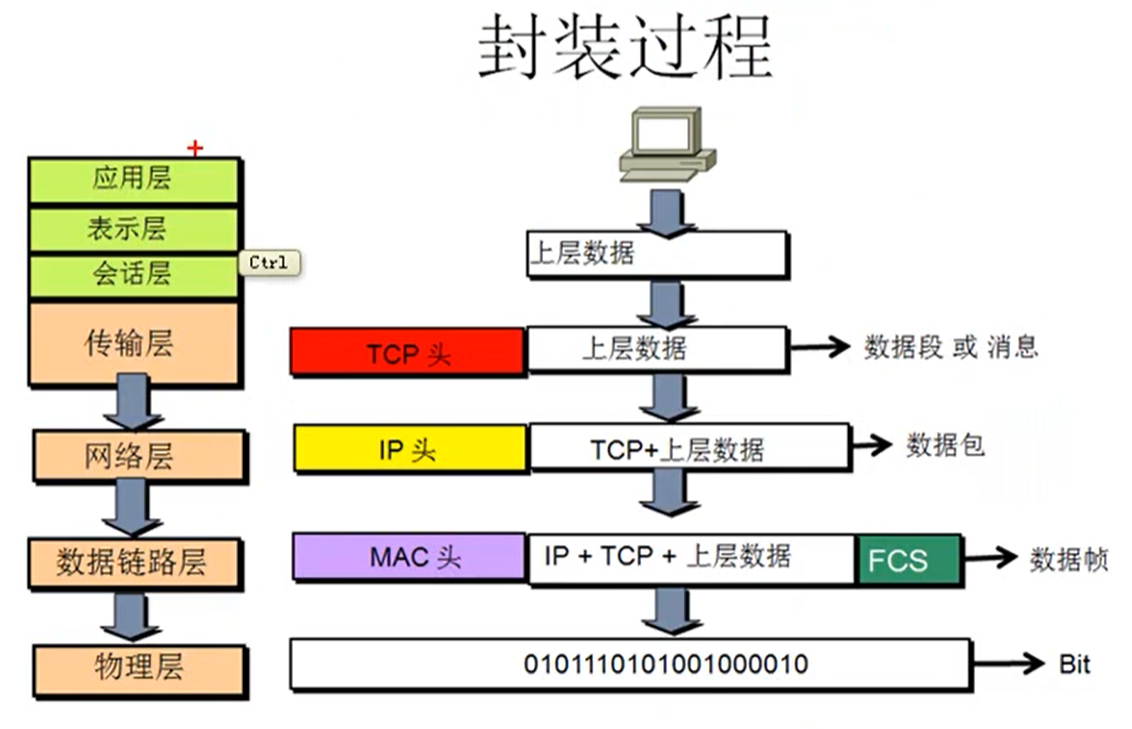 封装过程
应用层
表示层
会话层
Ctrl
传输层
网络层
数据链路层
物理层
上层数据
TCP 头
上层数据
数据段 或 消息
IP 头
TCP+上层数据
数据包
MAC 头
IP + TCP + 上层数据
FCS
数据帧
0101110101001000010
Bit